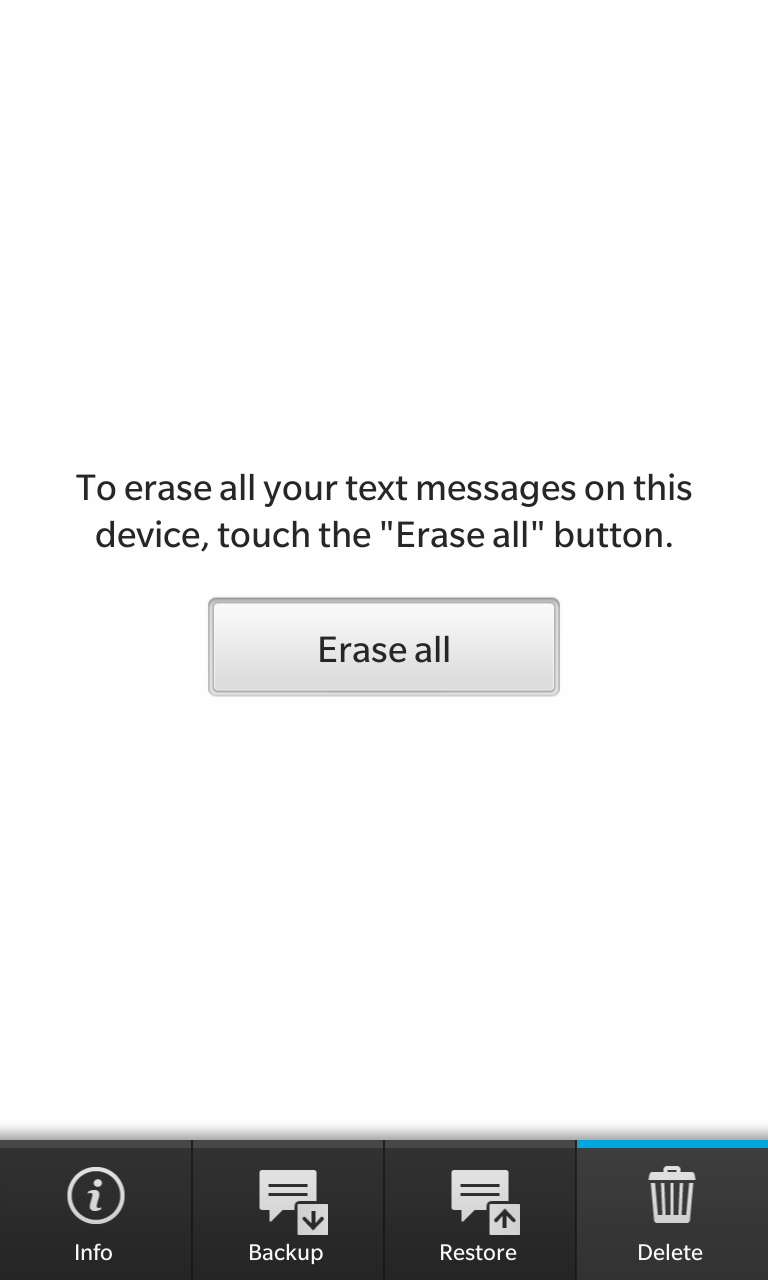 To erase all your text messages on this
device, touch the "Erase all" button.
Erase all
Info
Backup
Restore
Delete